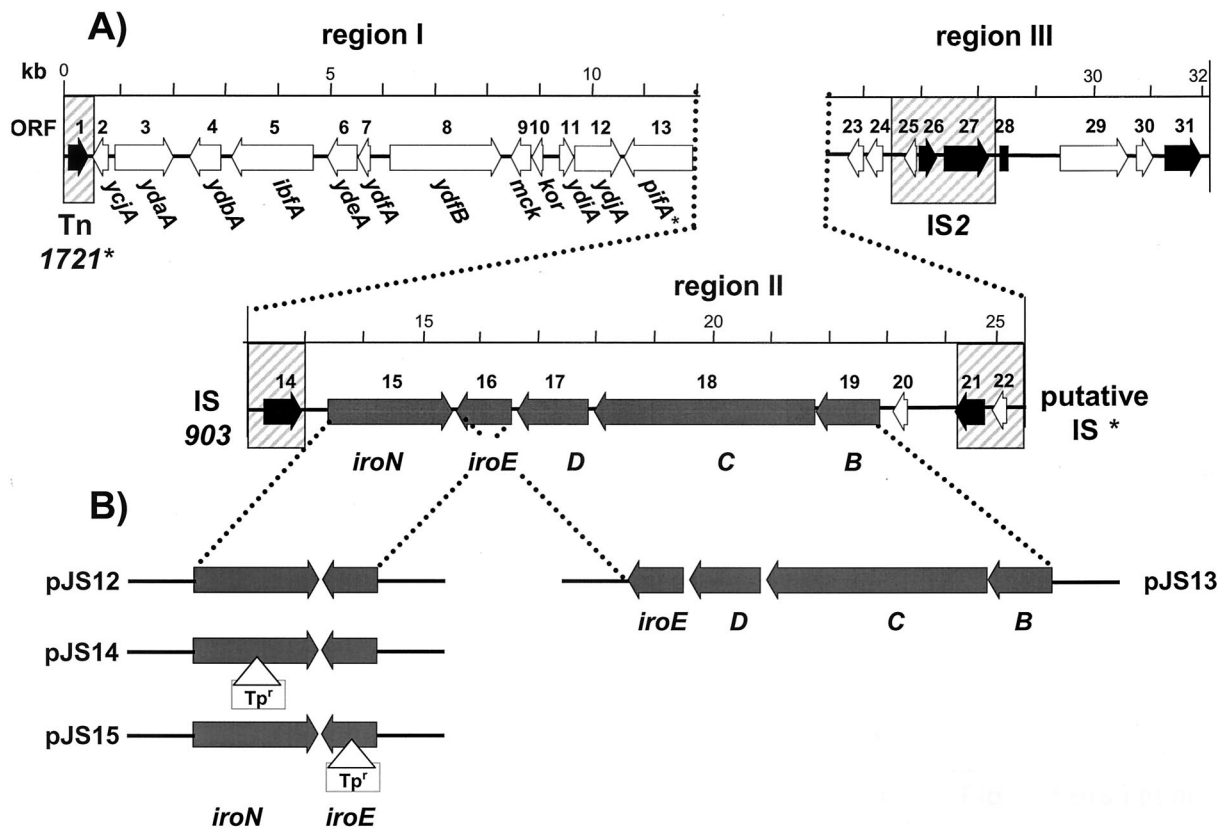 A)
region I
region III
kb 0 5 10 30 32
ORF 1 2 3 4 5 6 7 8 9 10 11 12 13 23 24 25 26 27 28 29 30 31
ycjA ydaA ydbA ibfA ydeA ydfA ydfB mck kor ydiA ydjA pifA*
Tn
1721*
IS2
region II
15 20 25
14 15 16 17 18 19 20 21 22
IS
903
putative
IS *
iroN iroE D C B
B)
pJS12
pJS13
iroE D C B
pJS14
Tpr
pJS15
Tpr
iroN iroE